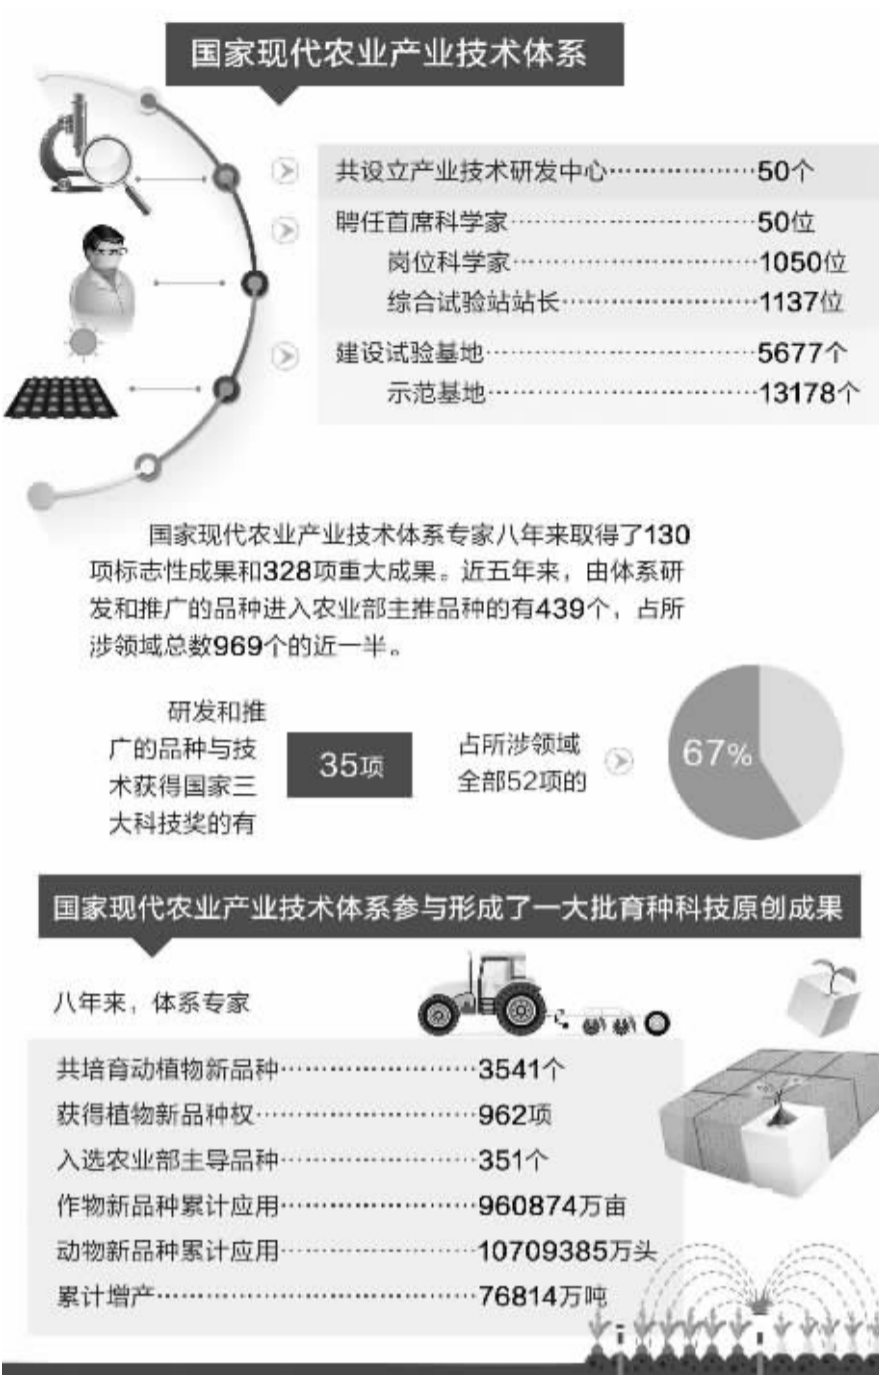 国家现代农业产业技术体系
共设立产业技术研发中心··················50个
聘任首席科学家··························50位
岗位科学家··························1050位
综合试验站站长·····················1137位
建设试验基地····························5677个
示范基地····························13178个
国家现代农业产业技术体系专家八年来取得了130
项标志性成果和328项重大成果。近五年来，由体系研
发和推广的品种进入农业部主推品种的有439个，占所
涉领域总数969个的近一半。
研发和推
广的品种与技
术获得国家三
大科技奖的有
35项
占所涉领域
全部52项的
67%
国家现代农业产业技术体系参与形成了一大批育种科技原创成果
八年来，体系专家
共培育动植物新品种························3541个
获得植物新品种权···························962项
入选农业部主导品种························351个
作物新品种累计应用························960874万亩
动物新品种累计应用························10709385万头
累计增产·······································76814万吨